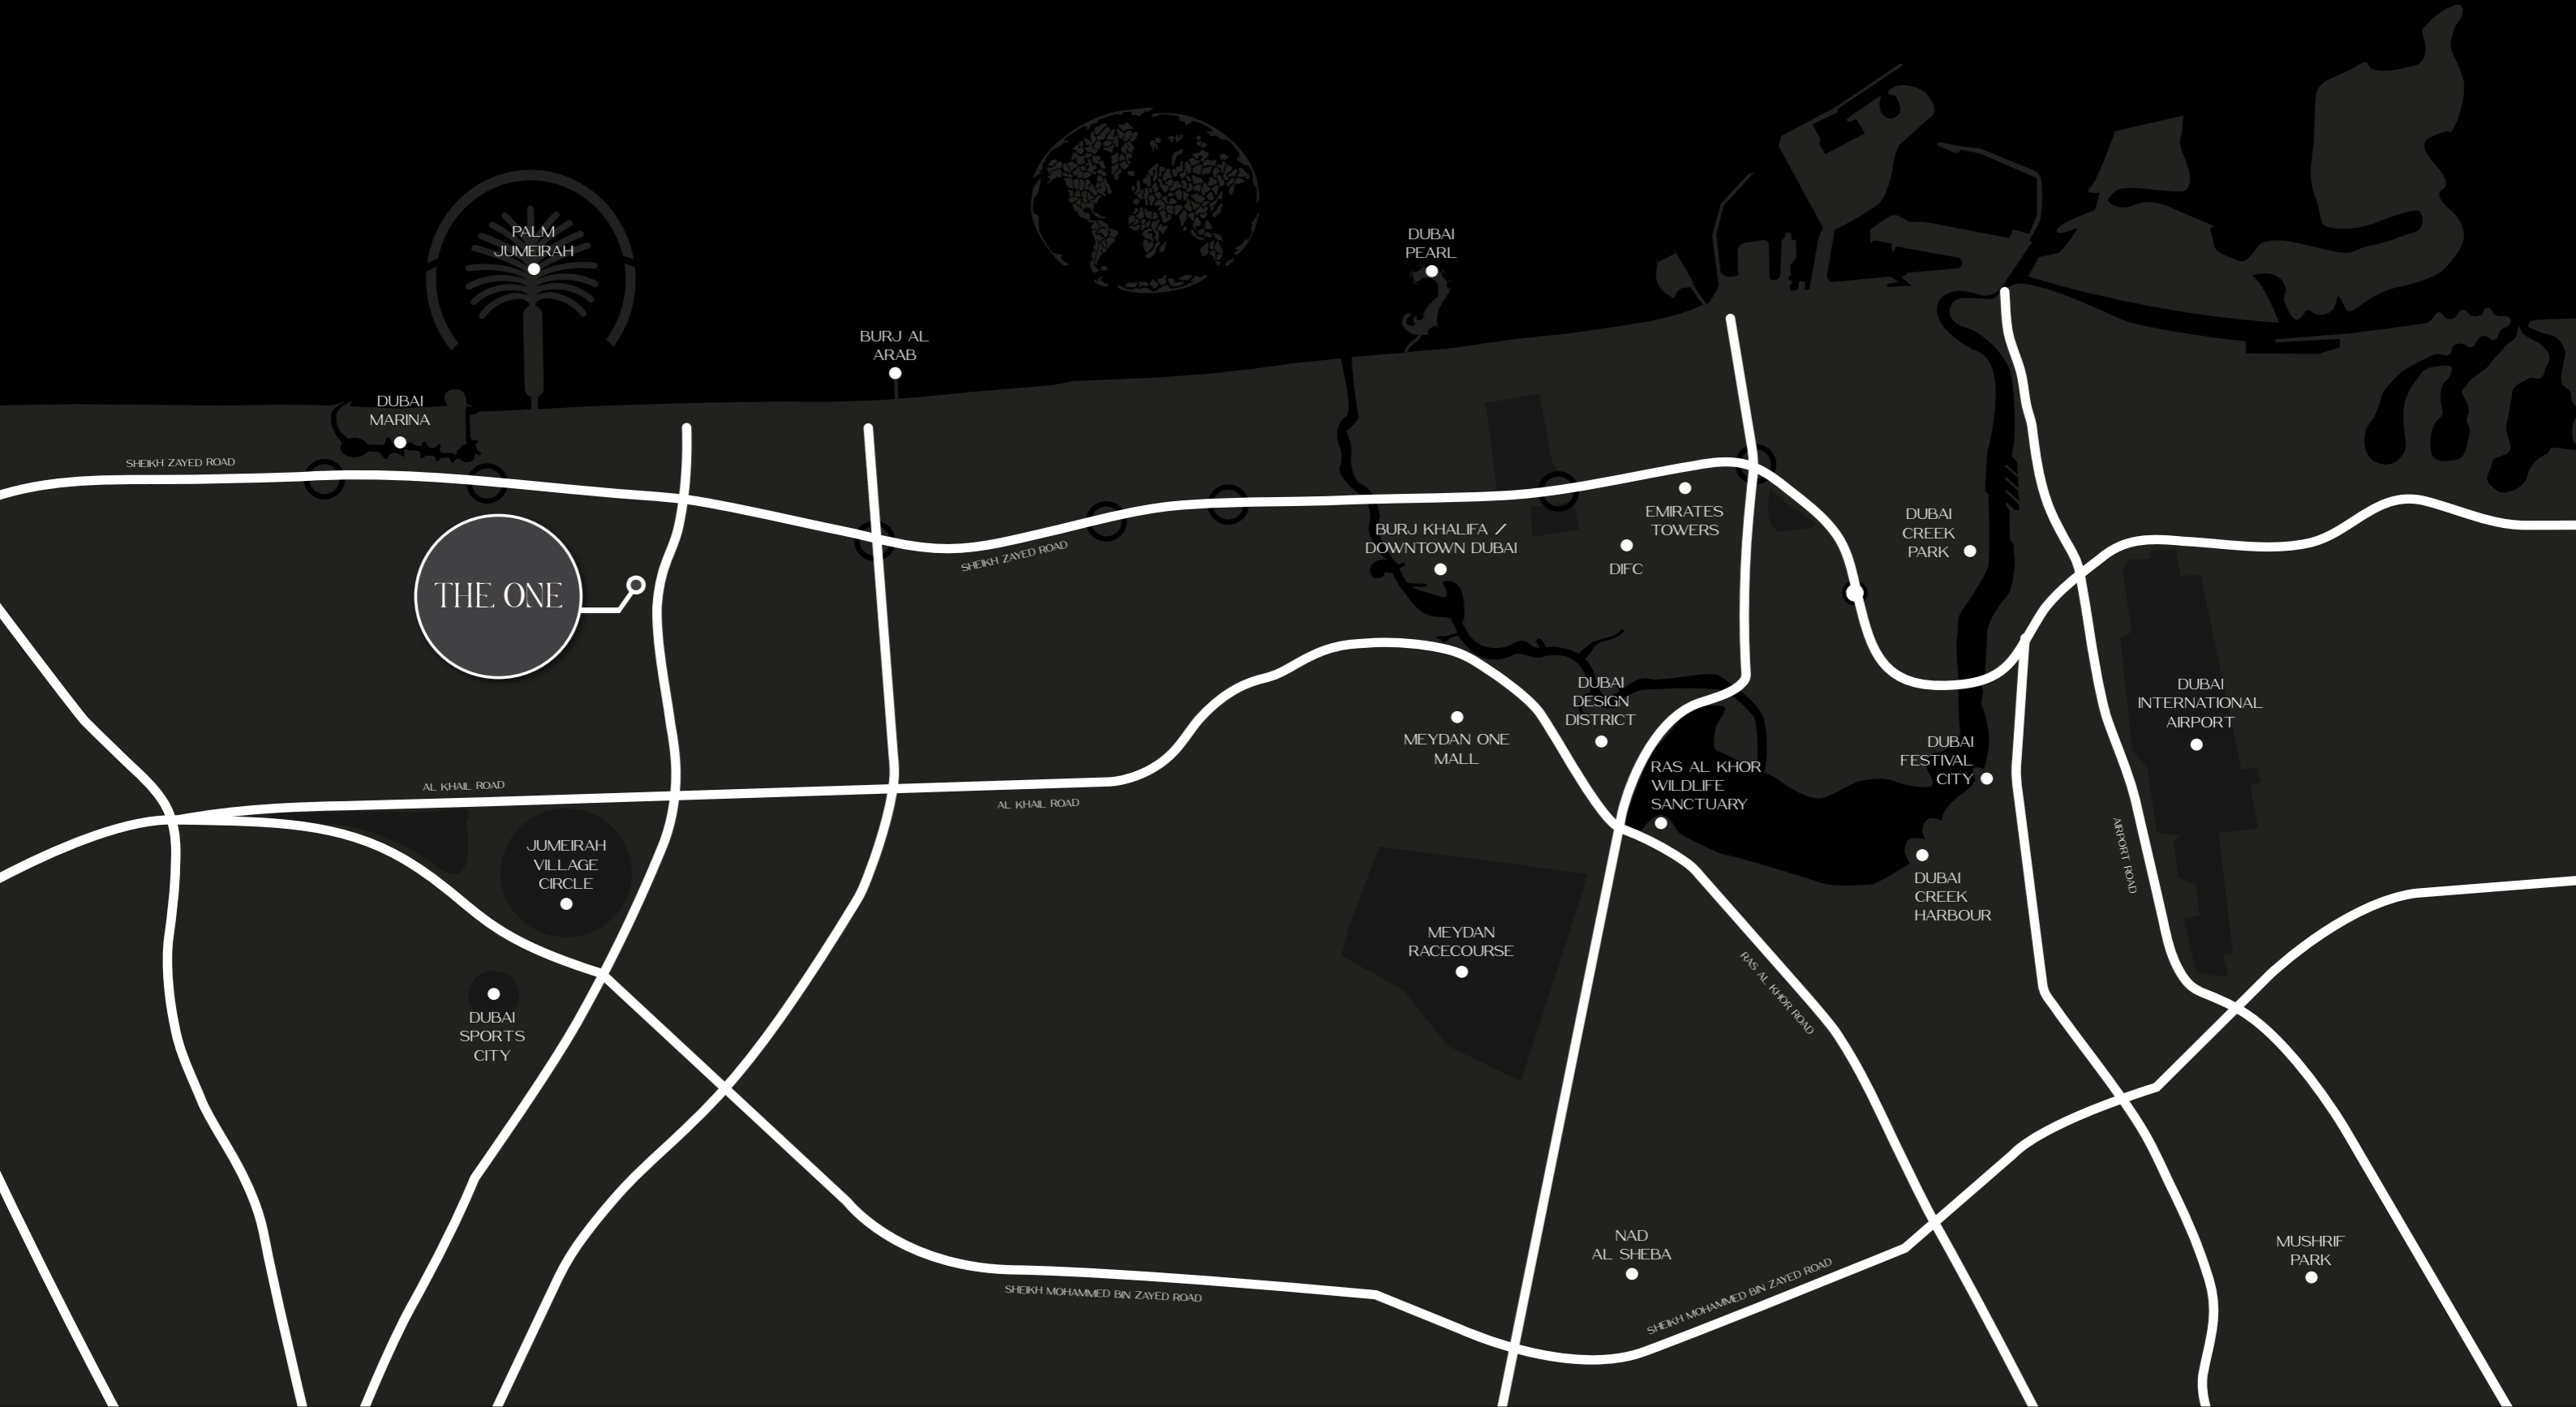 PALM
JUMEIRAH
DUBAI
PEARL
BURJ AL
ARAB
DUBAI
MARINA
SHEIKH ZAYED ROAD
SHEIKH ZAYED ROAD
THE ONE
BURJ KHALIFA /
DOWNTOWN DUBAI
EMIRATES
TOWERS
DIFC
DUBAI
CREEK
PARK
DUBAI
DESIGN
DISTRICT
DUBAI
INTERNATIONAL
AIRPORT
MEYDAN ONE
MALL
DUBAI
FESTIVAL
CITY
RAS AL KHOR
WILDLIFE
SANCTUARY
AL KHAIL ROAD
AL KHAIL ROAD
JUMEIRAH
VILLAGE
CIRCLE
AIRPORT ROAD
DUBAI
CREEK
HARBOUR
MEYDAN
RACECOURSE
RAS AL KHOR ROAD
DUBAI
SPORTS
CITY
NAD
AL SHEBA
MUSHRIF
PARK
SHEIKH MOHAMMED BIN ZAYED ROAD
SHEIKH MOHAMMED BIN ZAYED ROAD